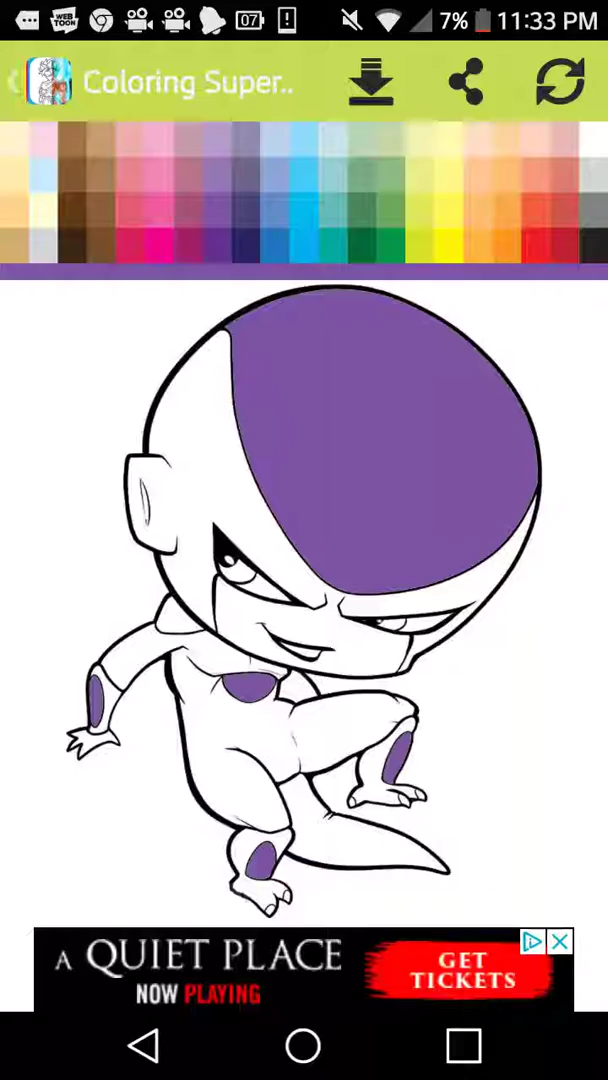 WEB
TOON
07
7% 11:33 PM
Coloring Super..
A QUIET PLACE
NOW PLAYING
GET
TICKETS